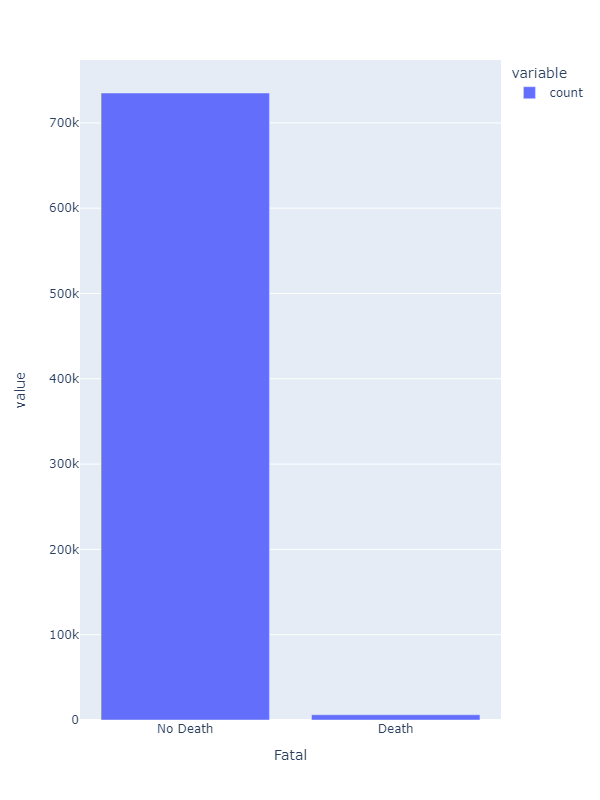 variable
count
700k
600k
500k
400k
300k
200k
100k
0
value
No Death
Death
Fatal